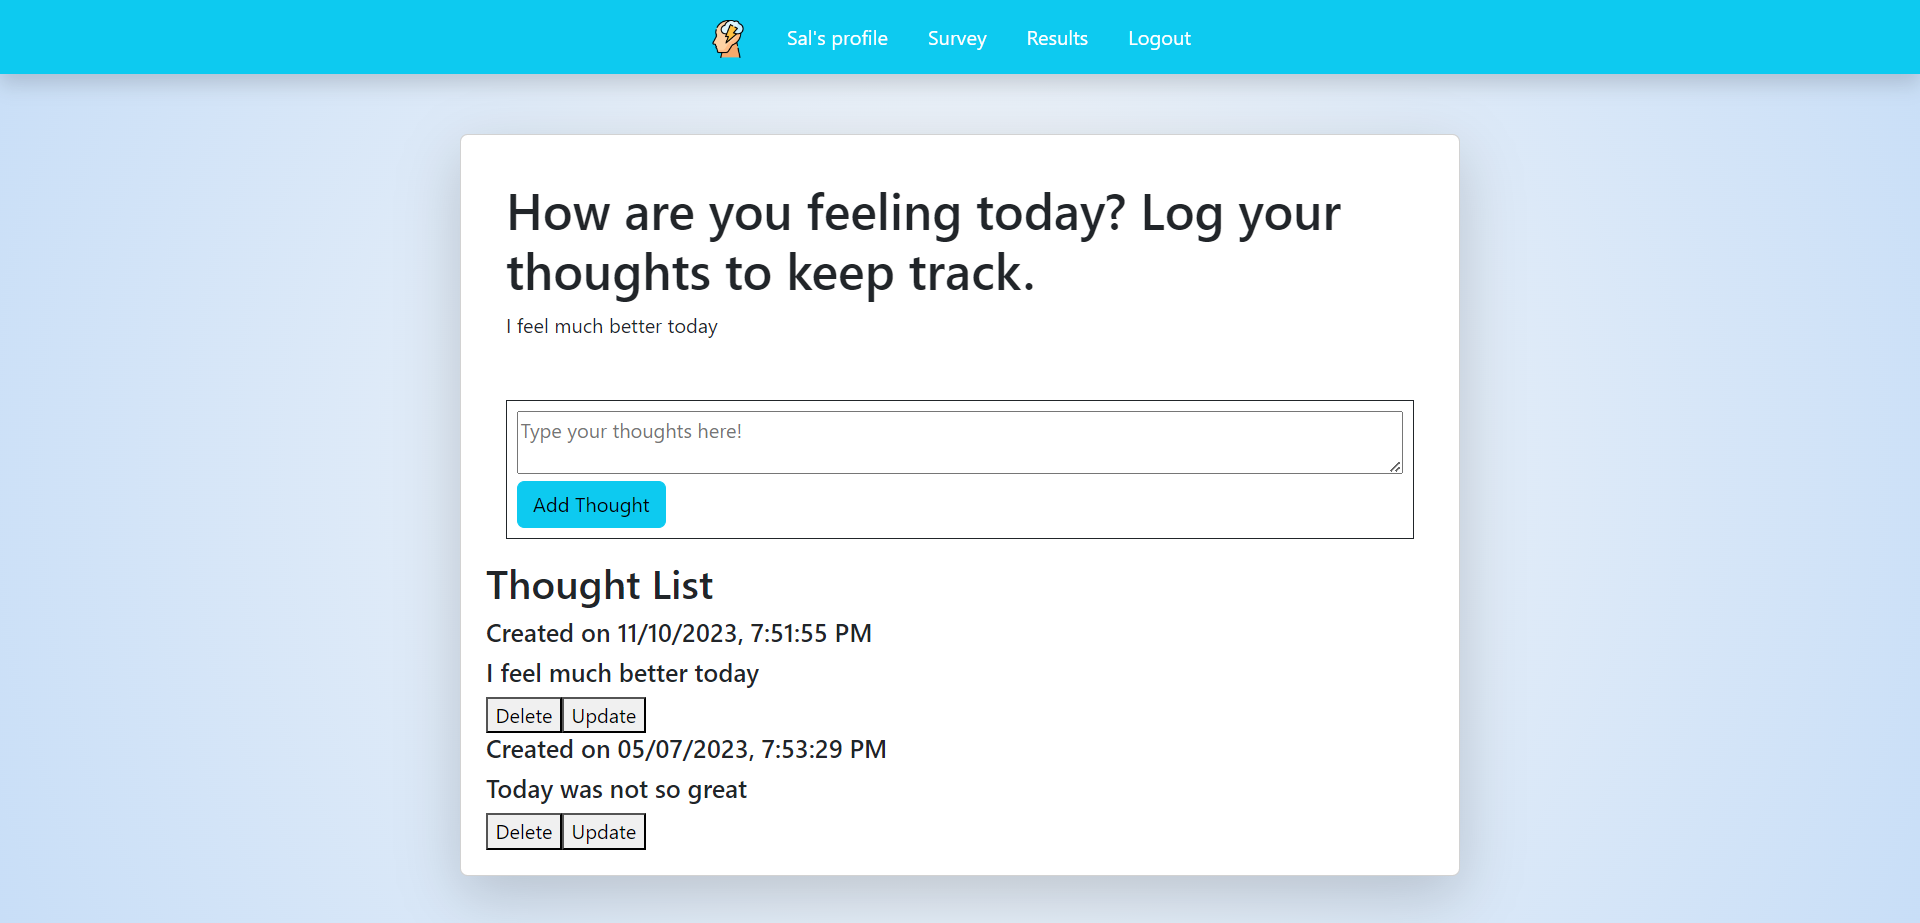 Sal's profile Survey Results Logout
How are you feeling today? Log your
thoughts to keep track.
I feel much better today
Type your thoughts here!
Add Thought
Thought List
Created on 11/10/2023, 7:51:55 PM
I feel much better today
Delete Update
Created on 05/07/2023, 7:53:29 PM
Today was not so great
Delete Update